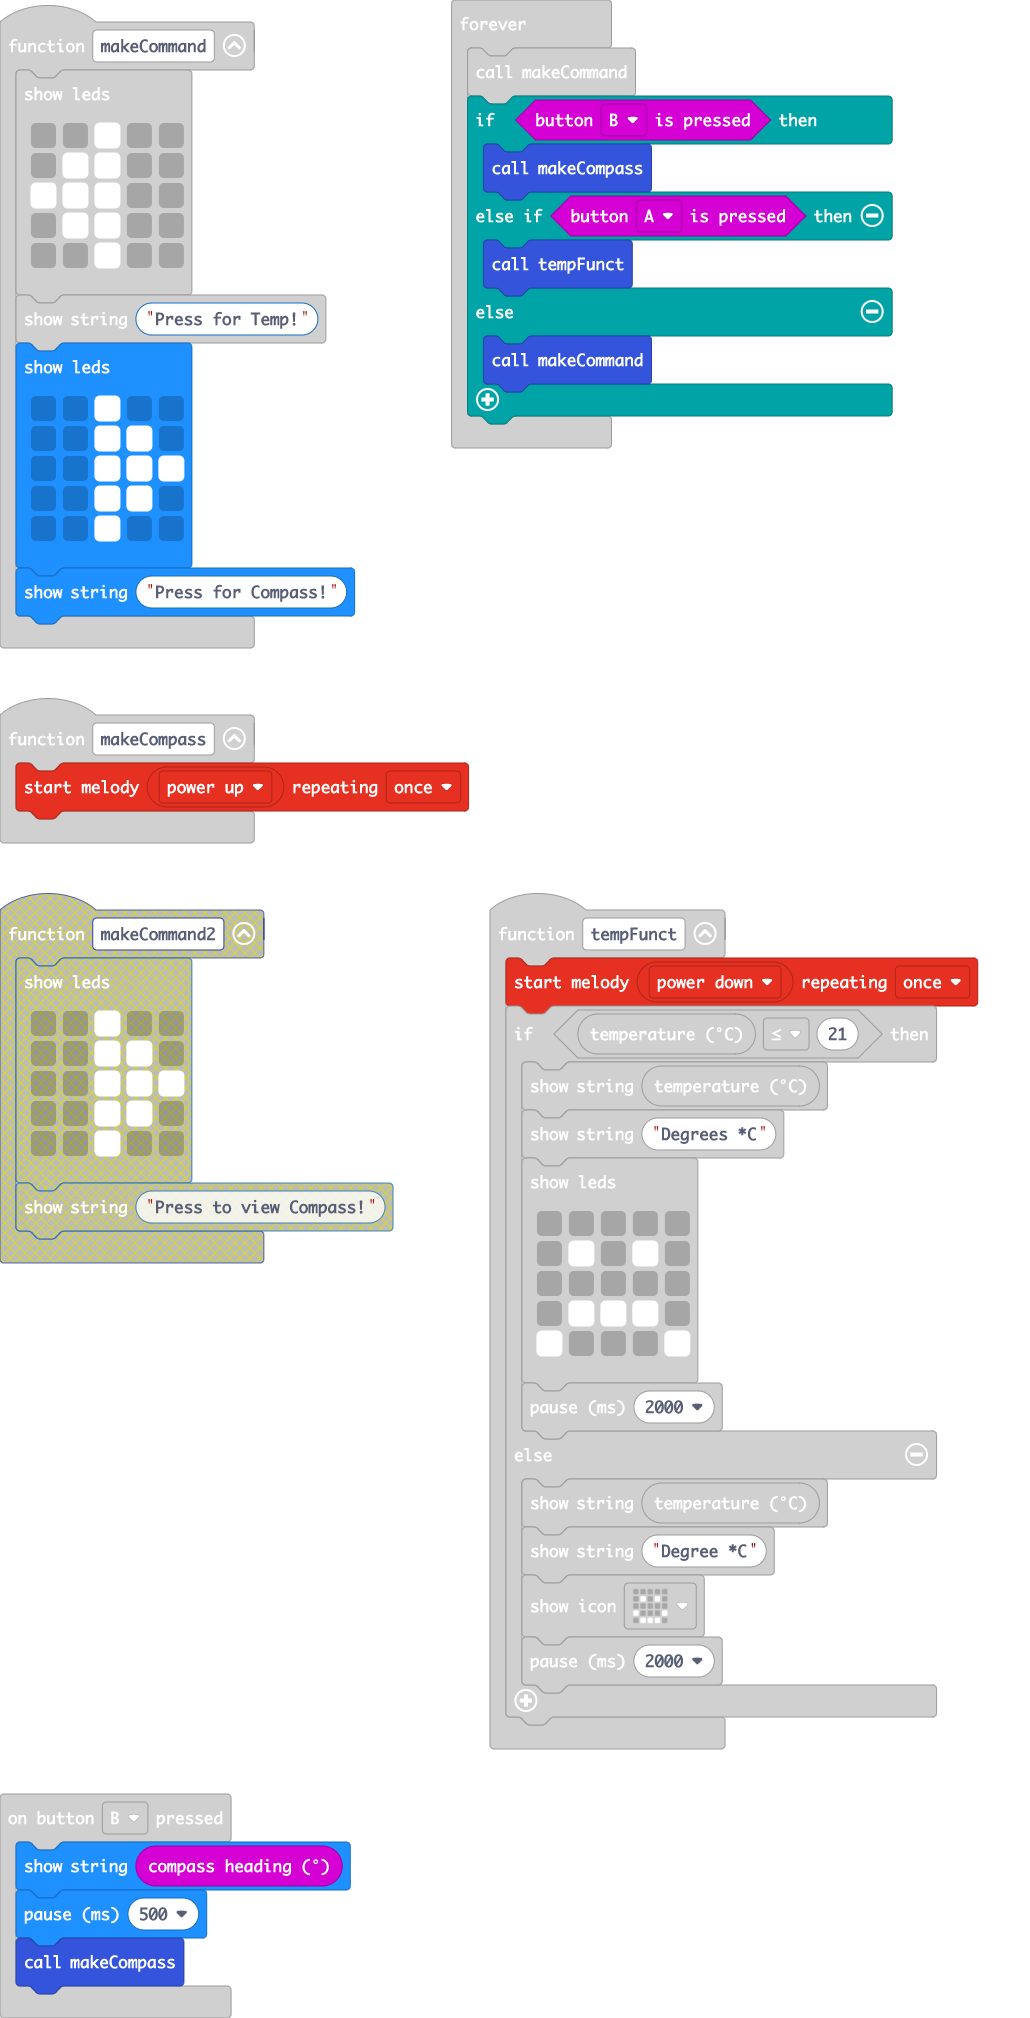 function makeCommand
show leds
show string "Press for Temp!"
show leds
show string "Press for Compass!"
forever
call makeCommand
if button B is pressed then
call makeCompass
else if button A is pressed then
call tempFunct
else
call makeCommand
function makeCompass
start melody power up repeating once
function makeCommand2
show leds
show string "Press to view Compass!"
function tempFunct
start melody power down repeating once
if temperature (°C) ≤ 21 then
show string temperature (°C)
show string "Degrees *C"
show leds
pause (ms) 2000
else
show string temperature (°C)
show string "Degree *C"
show icon
pause (ms) 2000
on button B pressed
show string compass heading (°)
pause (ms) 500
call makeCompass